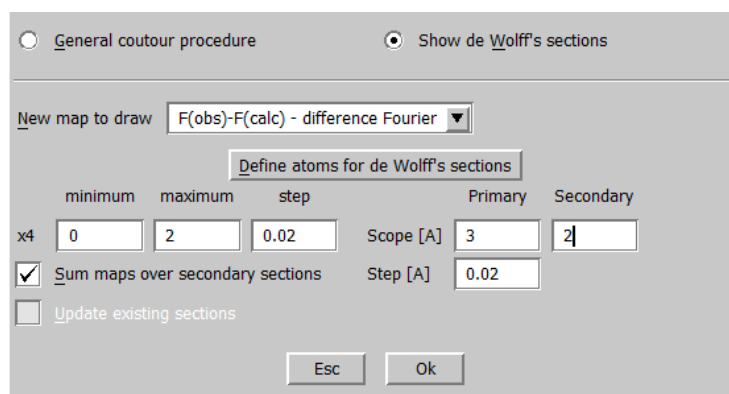 General coutour procedure Show de Wolff's sections
New map to draw F(obs)-F(calc) - difference Fourier
Define atoms for de Wolff's sections
minimum maximum step Primary Secondary
x4 0 2 0.02 Scope [A] 3 2
Sum maps over secondary sections Step [A] 0.02
Update existing sections
Esc Ok